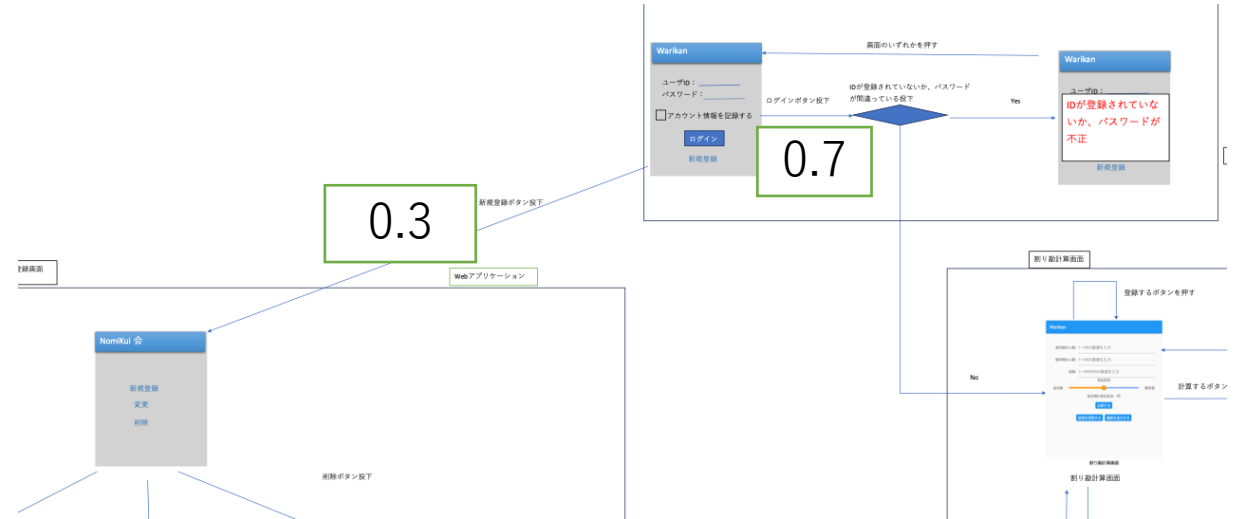 Warikan
ユーザID：
パスワード：
アカウント情報を記録する
ログイン
新規登録
画面のいずれかを押す
ログインボタン投下
IDが登録されていないか、パスワード
が間違っている投下
Yes
Warikan
ユーザID：
IDが登録されていな
いか、パスワードが
不正
新規登録
0.7
0.3
新規登録ボタン投下
登録画面
Webアプリケーション
NomiKui 会
新規登録
変更
削除
削除ボタン投下
割り勘計算画面
登録するボタンを押す
Warikan
No
計算するボタン
割り勘計算画面
割り勘計算画面